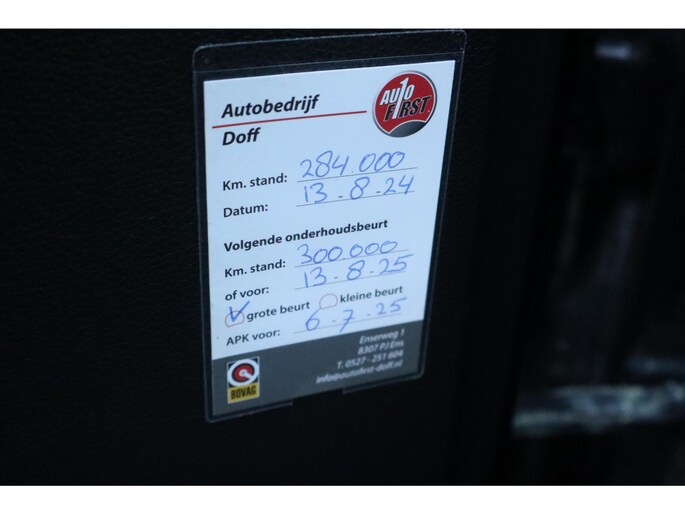 Autobedrijf
Doff
AUTO
FIRST
Km. stand: 284.000
Datum: 13-8-24
Volgende onderhoudsbeurt
Km. stand: 300.000
of voor: 13-8-25
grote beurt kleine beurt
APK voor: 6-7-25
Enserweg 1
8307 PJ Ens
T. 0527 - 251 604
info@autofirst-doff.nl
BOVAG